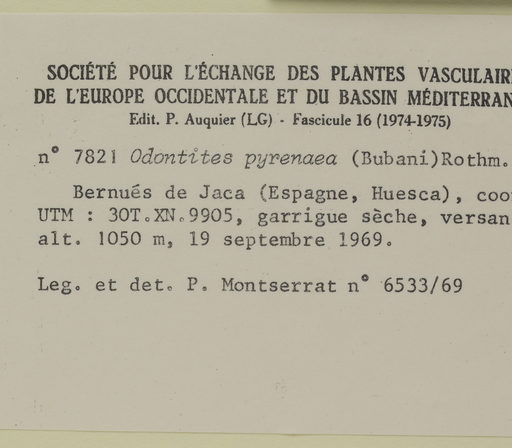 SOCIÉTÉ POUR L'ÉCHANGE DES PLANTES VASCULAIR
DE L'EUROPE OCCIDENTALE ET DU BASSIN MÉDITERRAN
Edit. P. Auquier (LG) - Fascicule 16 (1974-1975)
n° 7821 Odontites pyrenaea (Bubani)Rothm.
Bernués de Jaca (Espagne, Huesca), coo
UTM : 30T.XN.9905, garrigue sèche, versan
alt. 1050 m, 19 septembre 1969.
Leg. et det. P. Montserrat n° 6533/69